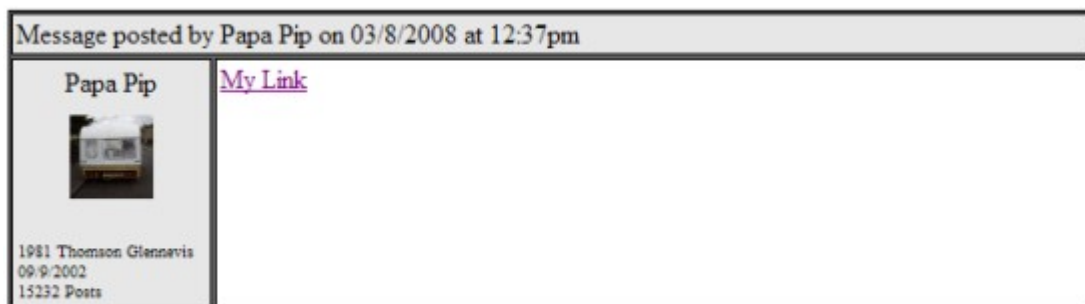 Message posted by Papa Pip on 03/8/2008 at 12:37pm
Papa Pip
My Link
1981 Thomson Glennevis
09/9/2002
15232 Posts